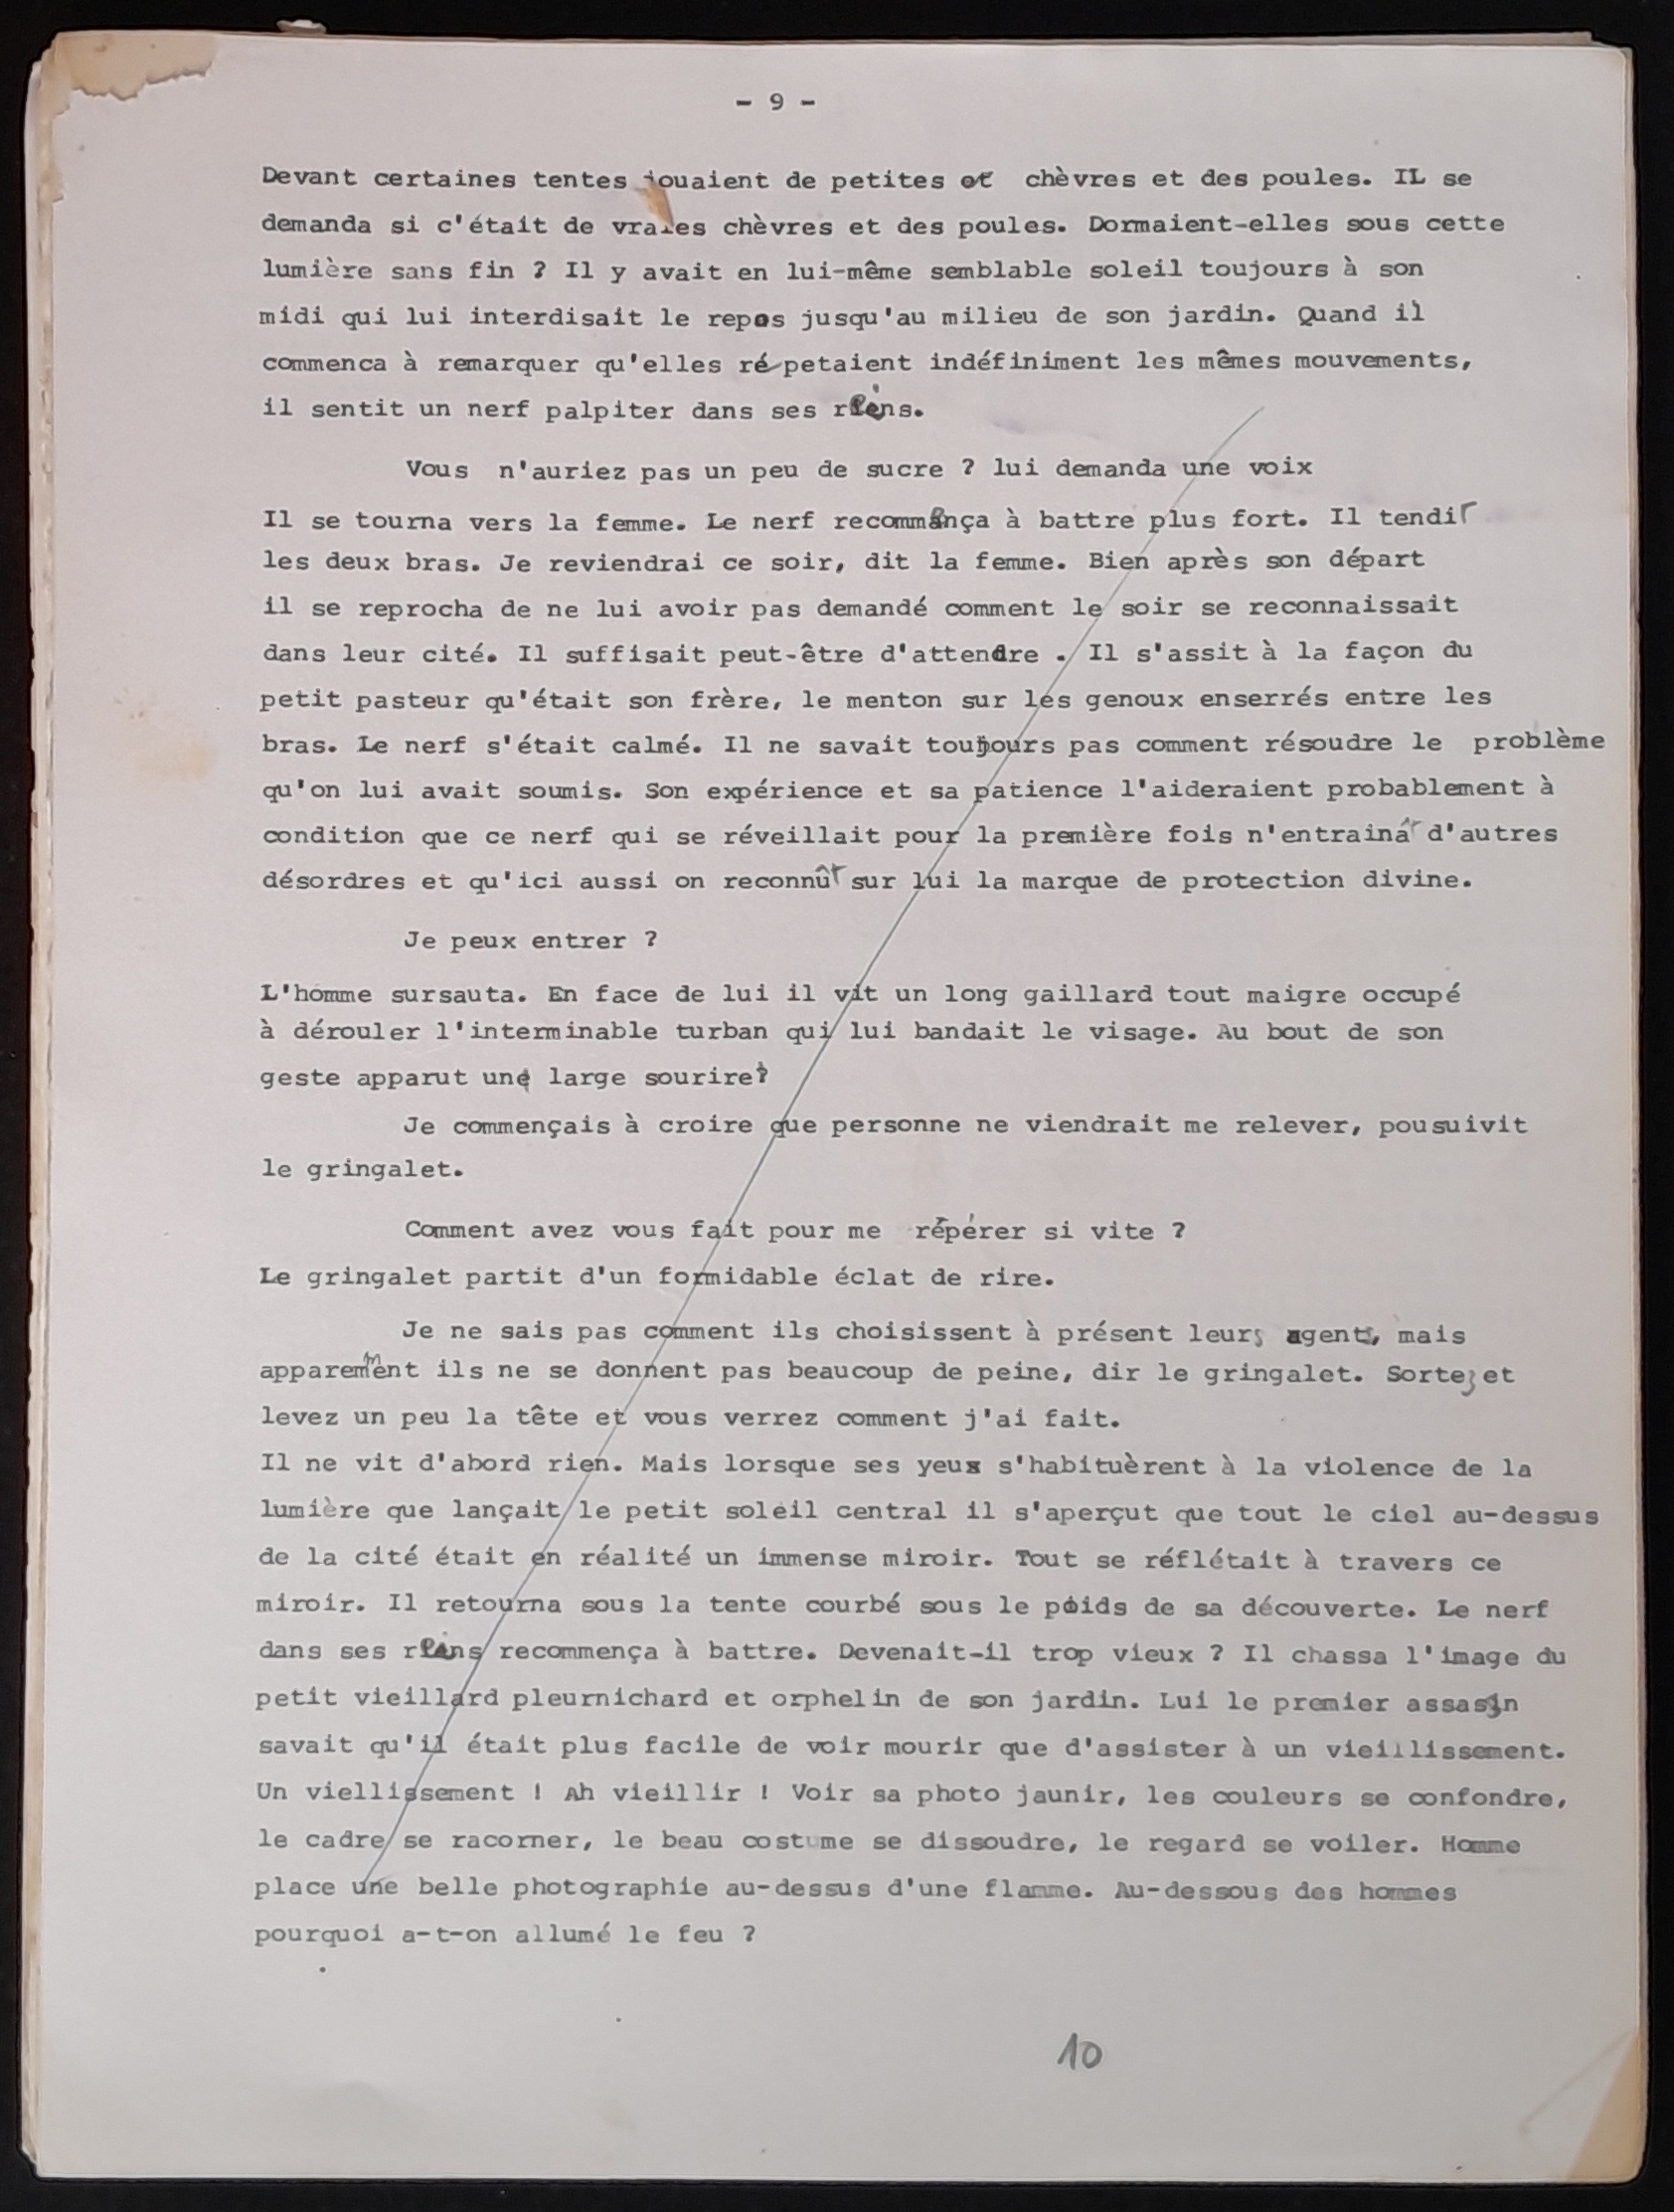 - 9 -
Devant certaines tentes jouaient de petites et chèvres et des poules. IL se
demanda si c'était de vraies chèvres et des poules. Dormaient-elles sous cette
lumière sans fin ? Il y avait en lui-même semblable soleil toujours à son
midi qui lui interdisait le repos jusqu'au milieu de son jardin. Quand il
commenca à remarquer qu'elles répetaient indéfiniment les mêmes mouvements,
il sentit un nerf palpiter dans ses reins.
Vous n'auriez pas un peu de sucre ? lui demanda une voix
Il se tourna vers la femme. Le nerf recommença à battre plus fort. Il tendit
les deux bras. Je reviendrai ce soir, dit la femme. Bien après son départ
il se reprocha de ne lui avoir pas demandé comment le soir se reconnaissait
dans leur cité. Il suffisait peut-être d'attendre . Il s'assit à la façon du
petit pasteur qu'était son frère, le menton sur les genoux enserrés entre les
bras. Le nerf s'était calmé. Il ne savait toujours pas comment résoudre le problème
qu'on lui avait soumis. Son expérience et sa patience l'aideraient probablement à
condition que ce nerf qui se réveillait pour la première fois n'entrainât d'autres
désordres et qu'ici aussi on reconnût sur lui la marque de protection divine.
Je peux entrer ?
L'homme sursauta. En face de lui il vit un long gaillard tout maigre occupé
à dérouler l'interminable turban qui lui bandait le visage. Au bout de son
geste apparut un large sourire.
Je commençais à croire que personne ne viendrait me relever, pousuivit
le gringalet.
Comment avez vous fait pour me répérer si vite ?
Le gringalet partit d'un formidable éclat de rire.
Je ne sais pas comment ils choisissent à présent leurs agents, mais
apparemment ils ne se donnent pas beaucoup de peine, dir le gringalet. Sortez et
levez un peu la tête et vous verrez comment j'ai fait.
Il ne vit d'abord rien. Mais lorsque ses yeux s'habituèrent à la violence de la
lumière que lançait le petit soleil central il s'aperçut que tout le ciel au-dessus
de la cité était en réalité un immense miroir. Tout se réflétait à travers ce
miroir. Il retourna sous la tente courbé sous le poids de sa découverte. Le nerf
dans ses reins recommença à battre. Devenait-il trop vieux ? Il chassa l'image du
petit vieillard pleurnichard et orphelin de son jardin. Lui le premier assassin
savait qu'il était plus facile de voir mourir que d'assister à un vieillissement.
Un viellissement ! Ah vieillir ! Voir sa photo jaunir, les couleurs se confondre,
le cadre se racorner, le beau costume se dissoudre, le regard se voiler. Homme
place une belle photographie au-dessus d'une flamme. Au-dessous des hommes
pourquoi a-t-on allumé le feu ?
10